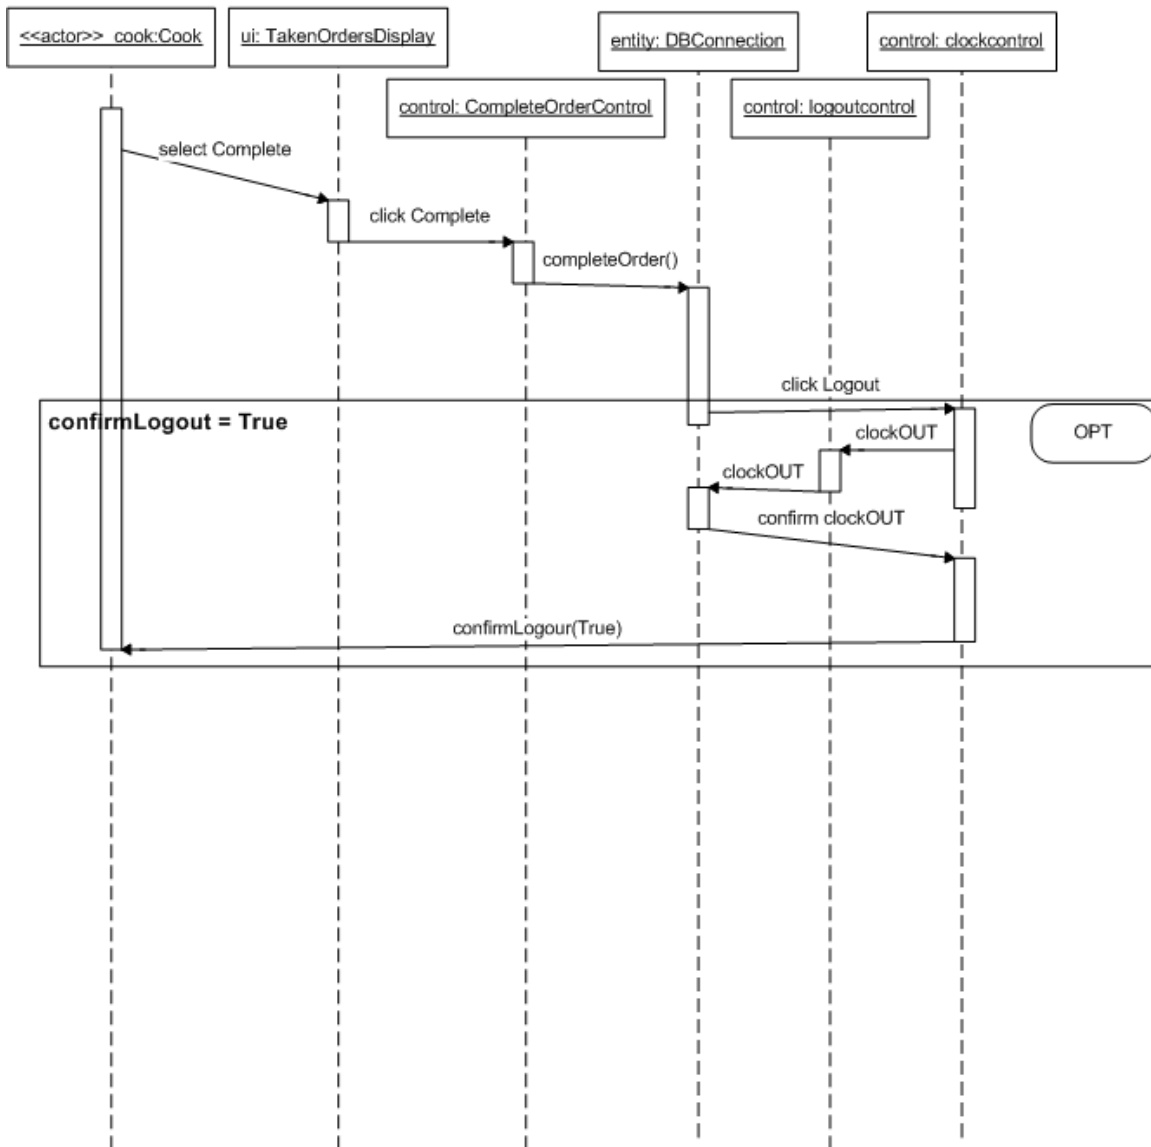 <<actor>> cook:Cook
ui: TakenOrdersDisplay
entity: DBConnection
control: clockcontrol
control: CompleteOrderControl
control: logoutcontrol
select Complete
click Complete
completeOrder()
click Logout
confirmLogout = True
OPT
clockOUT
clockOUT
confirm clockOUT
confirmLogour(True)